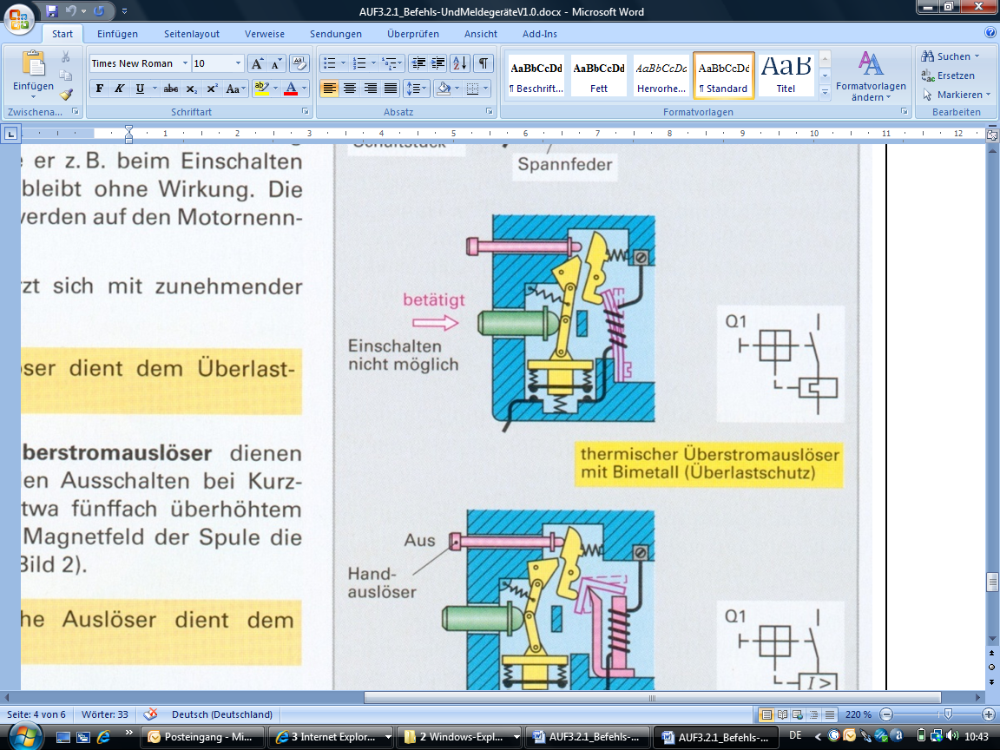 AUF3.2.1_Befehls-UndMeldegeräteV1.0.docx - Microsoft Word
Start Einfügen Seitenlayout Verweise Sendungen Überprüfen Ansicht Add-Ins
Einfügen
Times New Roman 10
F K U abc x₂ x² Aa
AaBbCcDd AaBbCcDd AaBbCcDd AaBbCcDd AaB
¶ Beschrift... Fett Hervorhe... ¶ Standard Titel
Formatvorlagen ändern
Suchen
Ersetzen
Markieren
Zwischena... Schriftart Absatz Formatvorlagen Bearbeiten
1 2 3 4 5 6 7 8 9 10 11 12
er z. B. beim Einschalten
bleibt ohne Wirkung. Die
werden auf den Motornenn-
zt sich mit zunehmender
öser dient dem Überlast-
berstromauslöser dienen
en Ausschalten bei Kurz-
twa fünffach überhöhtem
Magnetfeld der Spule die
Bild 2).
he Auslöser dient dem
Spannfeder
betätigt
Einschalten
nicht möglich
Q1
thermischer Überstromauslöser
mit Bimetall (Überlastschutz)
Aus
Hand-
auslöser
Q1
I >
Seite: 4 von 6 Wörter: 33 Deutsch (Deutschland) 220 %
Posteingang - Mi... 3 Internet Explor... 2 Windows-Expl... AUF3.2.1_Befehls-... AUF3.2.1_Befehls-... DE 10:43